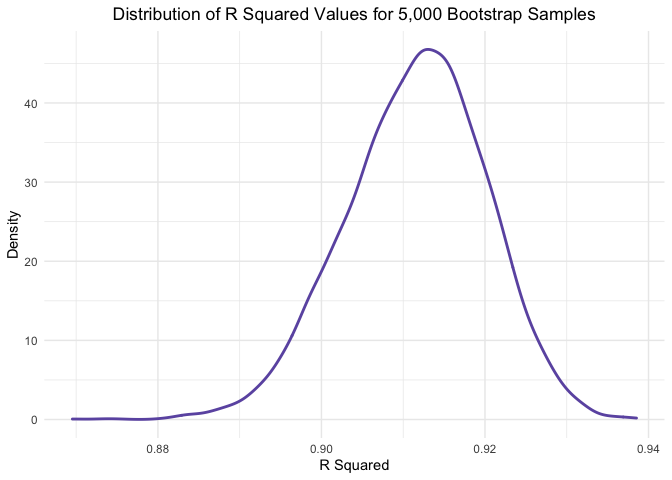 Distribution of R Squared Values for 5,000 Bootstrap Samples
Density
40
30
20
10
0
0.88 0.90 0.92 0.94
R Squared